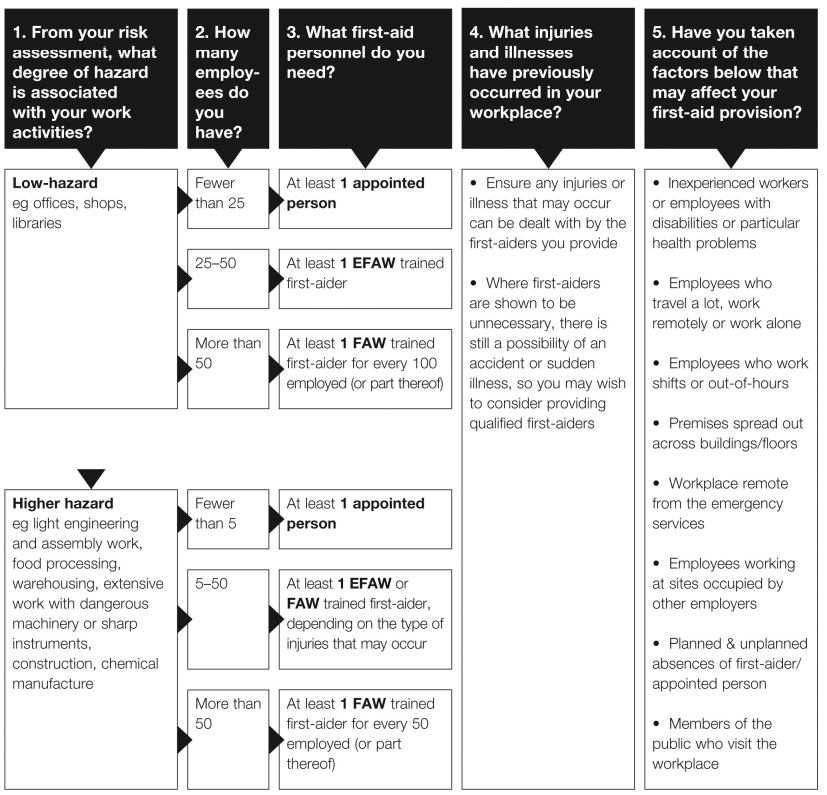 1. From your risk
assessment, what
degree of hazard
is associated
with your work
activities?
2. How
many
employ-
ees do
you
have?
3. What first-aid
personnel do you
need?
4. What injuries
and illnesses
have previously
occurred in your
workplace?
5. Have you taken
account of the
factors below that
may affect your
first-aid provision?
Low-hazard
eg offices, shops,
libraries
Fewer
than 25
At least 1 appointed
person
25–50
At least 1 EFAW trained
first-aider
More than
50
At least 1 FAW trained
first-aider for every 100
employed (or part thereof)
Higher hazard
eg light engineering
and assembly work,
food processing,
warehousing, extensive
work with dangerous
machinery or sharp
instruments,
construction, chemical
manufacture
Fewer
than 5
At least 1 appointed
person
5–50
At least 1 EFAW or
FAW trained first-aider,
depending on the type of
injuries that may occur
More than
50
At least 1 FAW trained
first-aider for every 50
employed (or part
thereof)
• Ensure any injuries or
illness that may occur
can be dealt with by the
first-aiders you provide
• Where first-aiders
are shown to be
unnecessary, there is
still a possibility of an
accident or sudden
illness, so you may wish
to consider providing
qualified first-aiders
• Inexperienced workers
or employees with
disabilities or particular
health problems
• Employees who
travel a lot, work
remotely or work alone
• Employees who work
shifts or out-of-hours
• Premises spread out
across buildings/floors
• Workplace remote
from the emergency
services
• Employees working
at sites occupied by
other employers
• Planned & unplanned
absences of first-aider/
appointed person
• Members of the
public who visit the
workplace